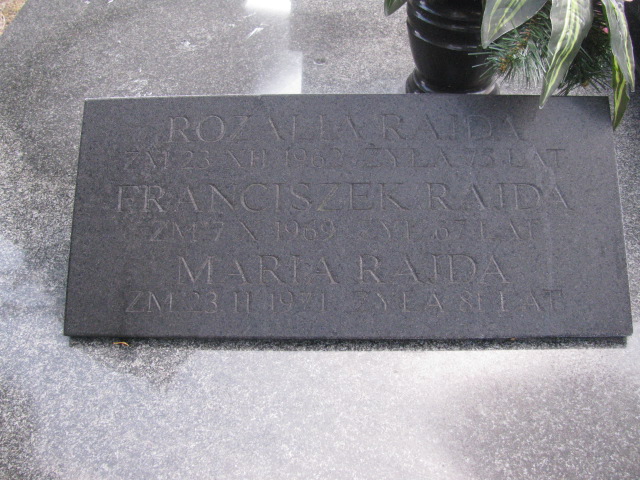 ROZALIA RAJDA
ZM 23 XII 1962 ŻYŁA 73 LAT
FRANCISZEK RAJDA
ZM 7 X 1969 ŻYŁ 67 LAT
MARIA RAJDA
ZM 23 II 1971 ŻYŁA 81 LAT